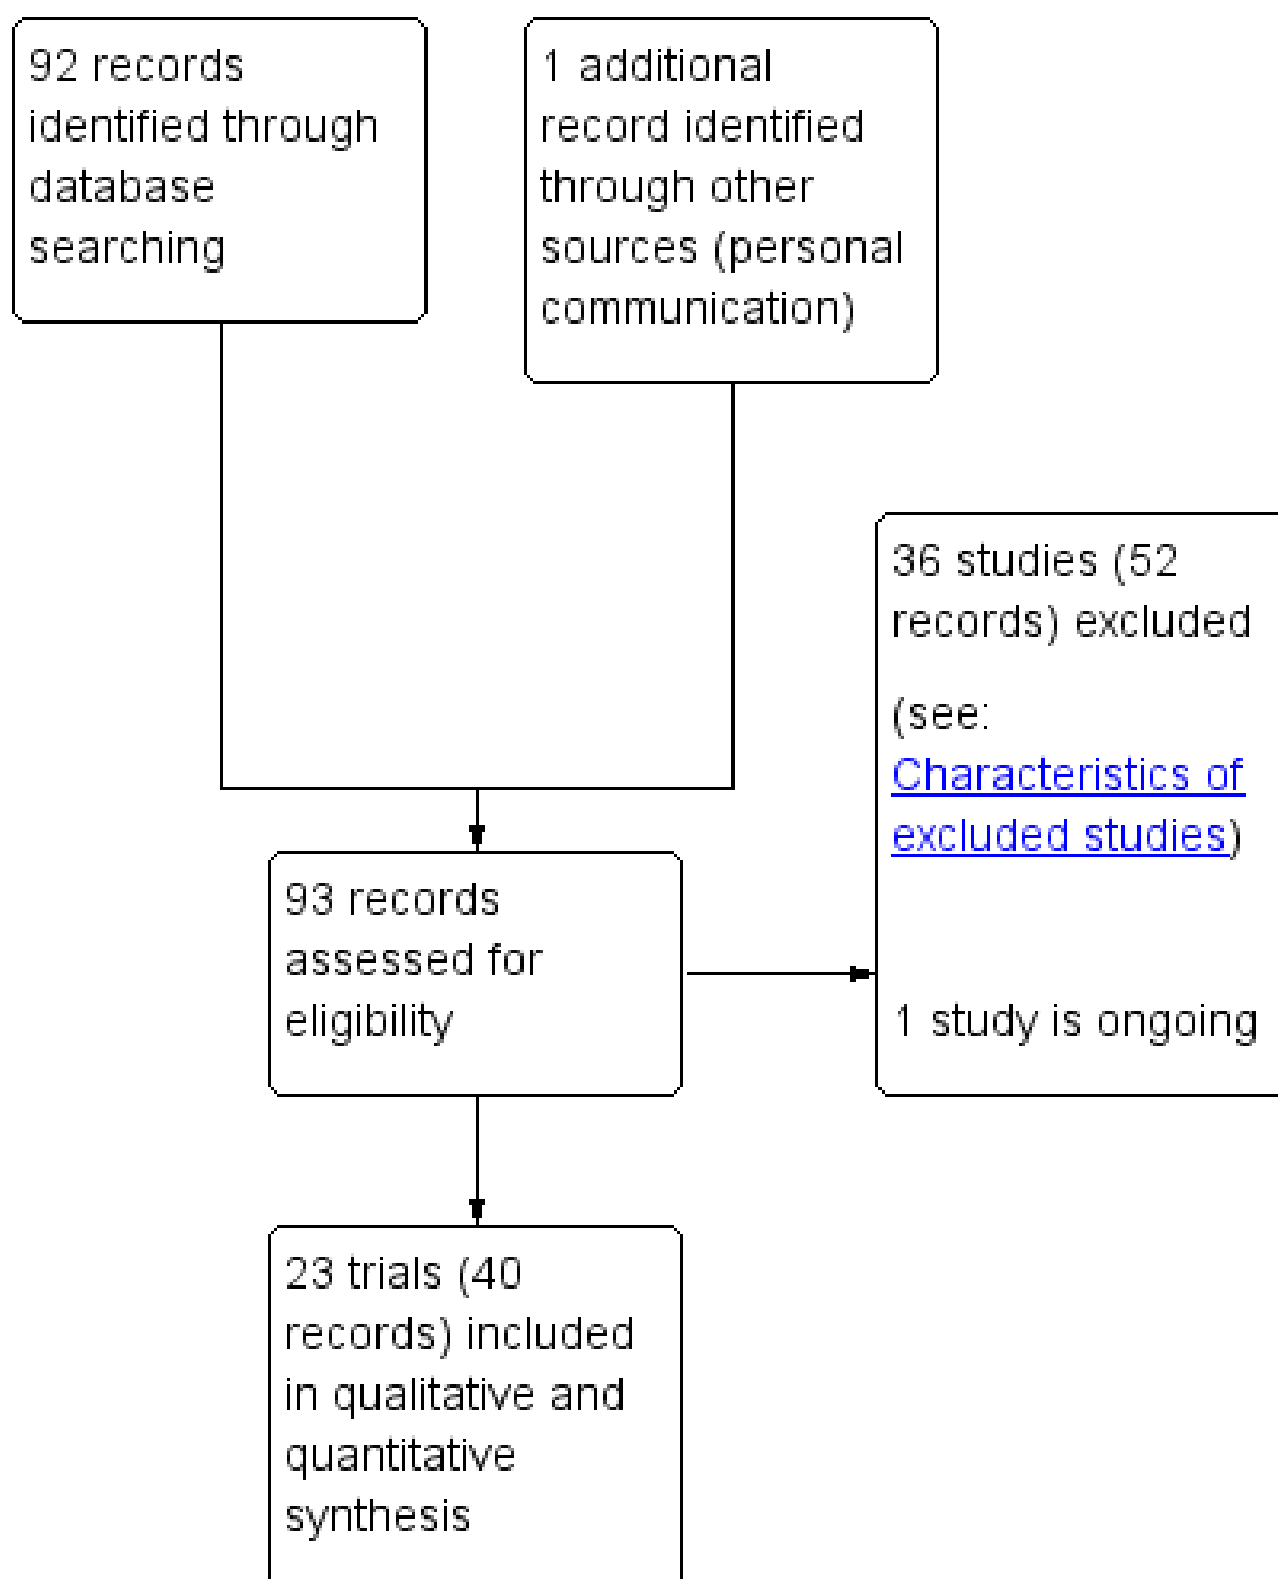 92 records
identified through
database
searching
1 additional
record identified
through other
sources (personal
communication)
36 studies (52
records) excluded
(see:
Characteristics of
excluded studies)
1 study is ongoing
93 records
assessed for
eligibility
23 trials (40
records) included
in qualitative and
quantitative
synthesis